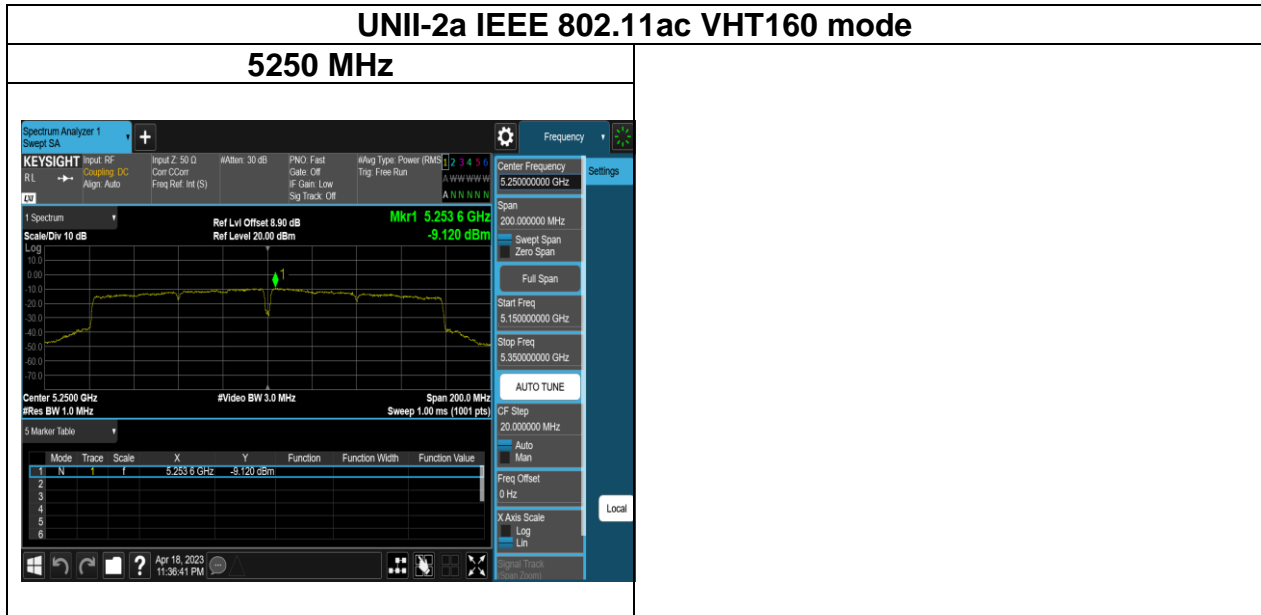 UNII-2a IEEE 802.11ac VHT160 mode
5250 MHz
Spectrum Analyzer 1
Swept SA
+
Frequency
KEYSIGHT
RL
LXI
Input: RF
Coupling: DC
Align: Auto
Input Z: 50 Ω
Corr CCorr
Freq Ref: Int (S)
#Atten: 30 dB
PNO: Fast
Gate: Off
IF Gain: Low
Sig Track: Off
#Avg Type: Power (RMS
Trig: Free Run
1 2 3 4 5 6
A W W W W W
A N N N N N
1 Spectrum
Scale/Div 10 dB
Ref Lvl Offset 8.90 dB
Ref Level 20.00 dBm
Mkr1 5.253 6 GHz
-9.120 dBm
Log
10.0
0.00
-10.0
-20.0
-30.0
-40.0
-50.0
-60.0
-70.0
1
Center 5.2500 GHz
#Res BW 1.0 MHz
#Video BW 3.0 MHz
Span 200.0 MHz
Sweep 1.00 ms (1001 pts)
5 Marker Table
Mode Trace Scale X Y Function Function Width Function Value
1 N 1 f 5.253 6 GHz -9.120 dBm
2
3
4
5
6
Center Frequency
5.250000000 GHz
Settings
Span
200.000000 MHz
Swept Span
Zero Span
Full Span
Start Freq
5.150000000 GHz
Stop Freq
5.350000000 GHz
AUTO TUNE
CF Step
20.000000 MHz
Auto
Man
Freq Offset
0 Hz
X Axis Scale
Log
Lin
Signal Track
(Span Zoom)
Local
?
Apr 18, 2023
11:36:41 PM